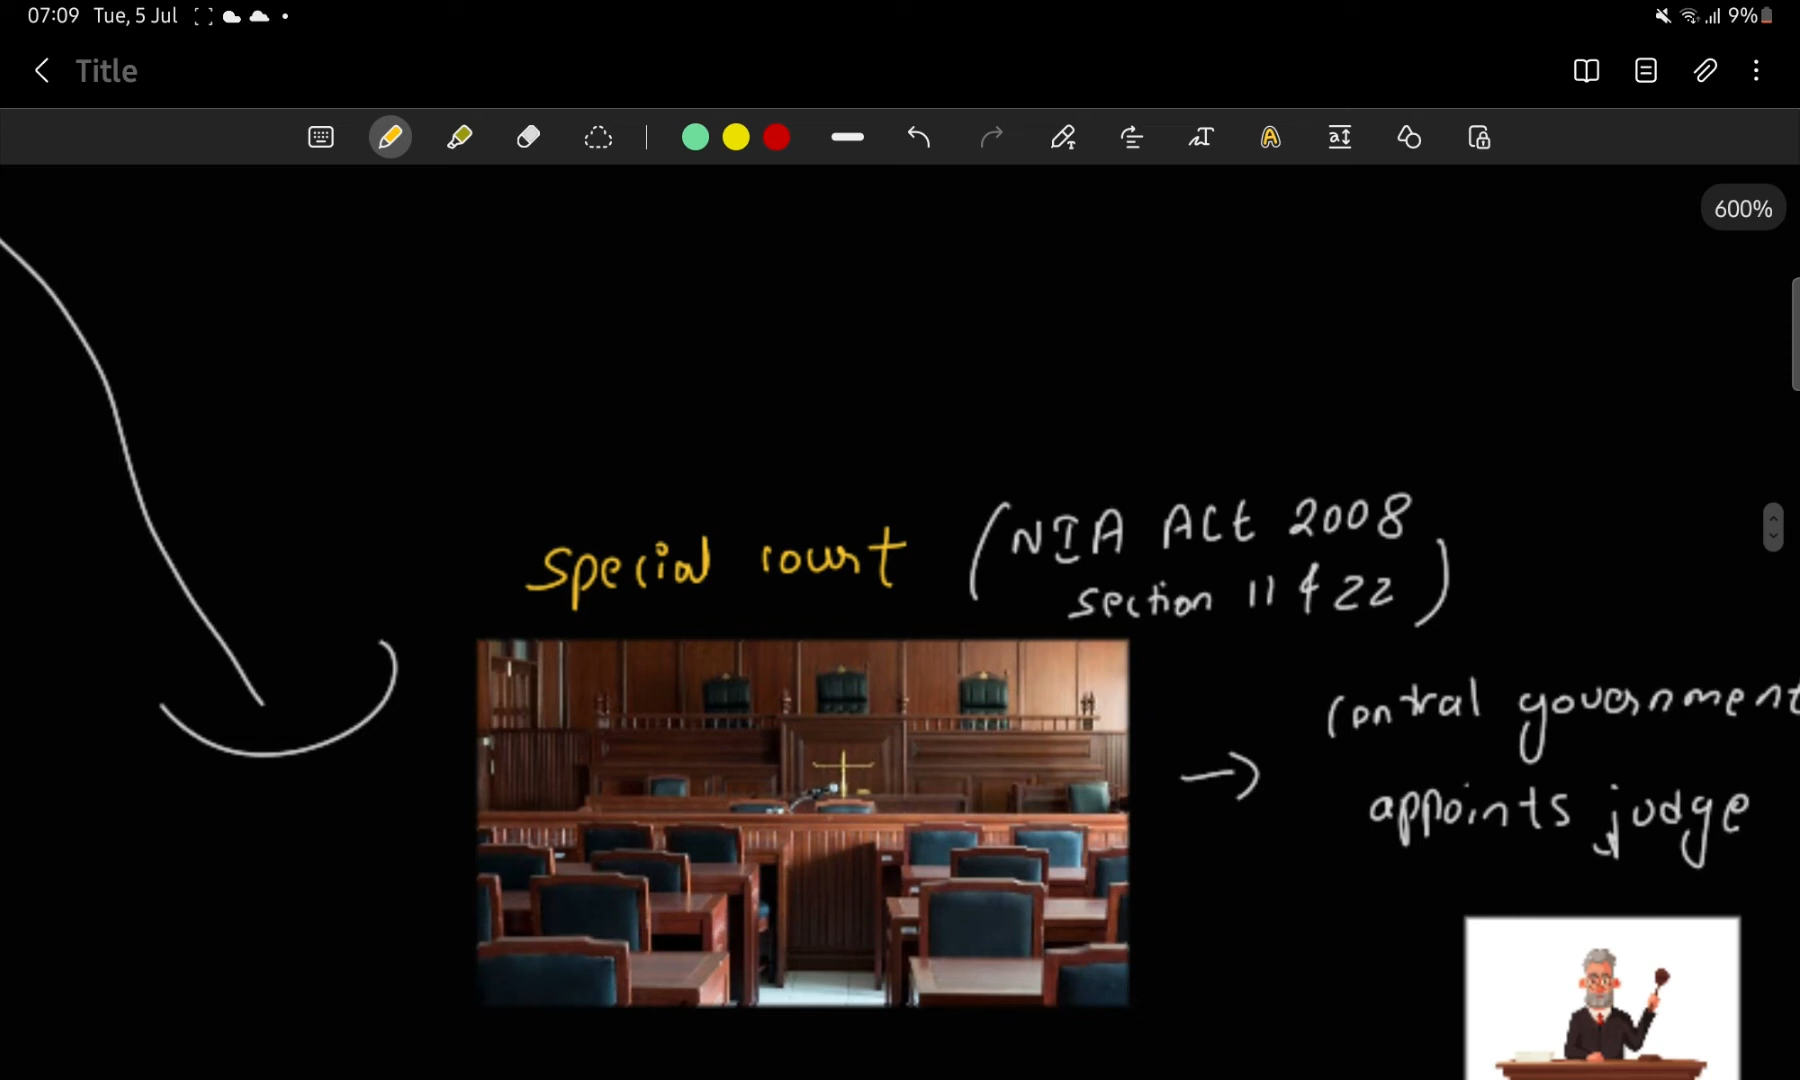 07:09 Tue, 5 Jul
9%
Title
600%
special court
(NIA Act 2008
section 11 & 22)
central government
appoints judge